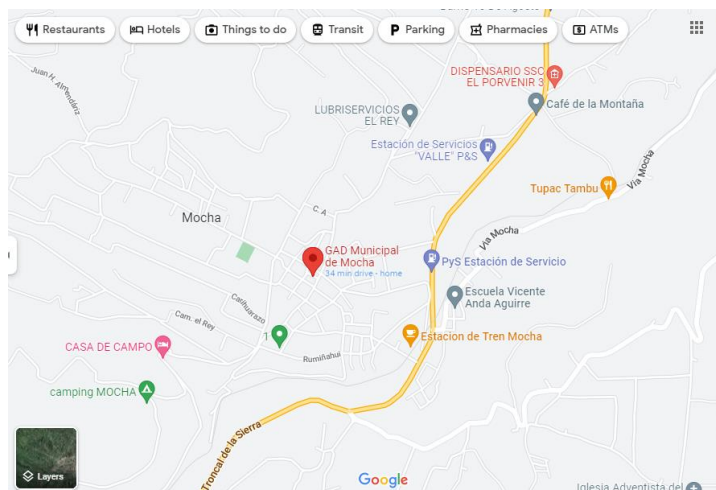 Restaurants
Hotels
Things to do
Transit
Parking
Pharmacies
ATMs
DISPENSARIO SSC
EL PORVENIR 3
Juan H. Almendáriz
Café de la Montaña
LUBRISERVICIOS
EL REY
Estación de Servicios
"VALLE" P&S
Tupac Tambu
Vía Mocha
C. A
Mocha
Vía Mocha
GAD Municipal
de Mocha
34 min drive - home
PyS Estación de Servicio
Escuela Vicente
Anda Aguirre
Catihuarazo
Cam. el Rey
1
Estacion de Tren Mocha
CASA DE CAMPO
Rumiñahui
camping MOCHA
Troncal de la Sierra
Layers
Google
Iglesia Adventista del